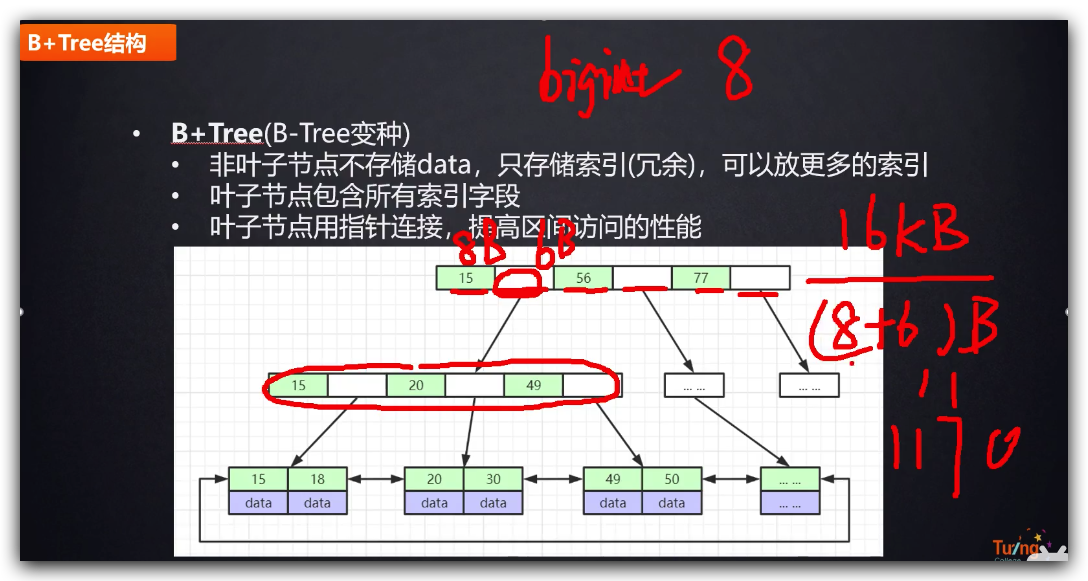 B+Tree结构
bigint 8
• B+Tree(B-Tree变种)
• 非叶子节点不存储data，只存储索引(冗余)，可以放更多的索引
• 叶子节点包含所有索引字段
• 叶子节点用指针连接，提高区间访问的性能
8B 6B
16KB
(8+6)B
15 56 77
15 20 49 ... ... ... ...
1170
15 18 20 30 49 50 ... ...
data data data data data data ... ...
Tuling
College